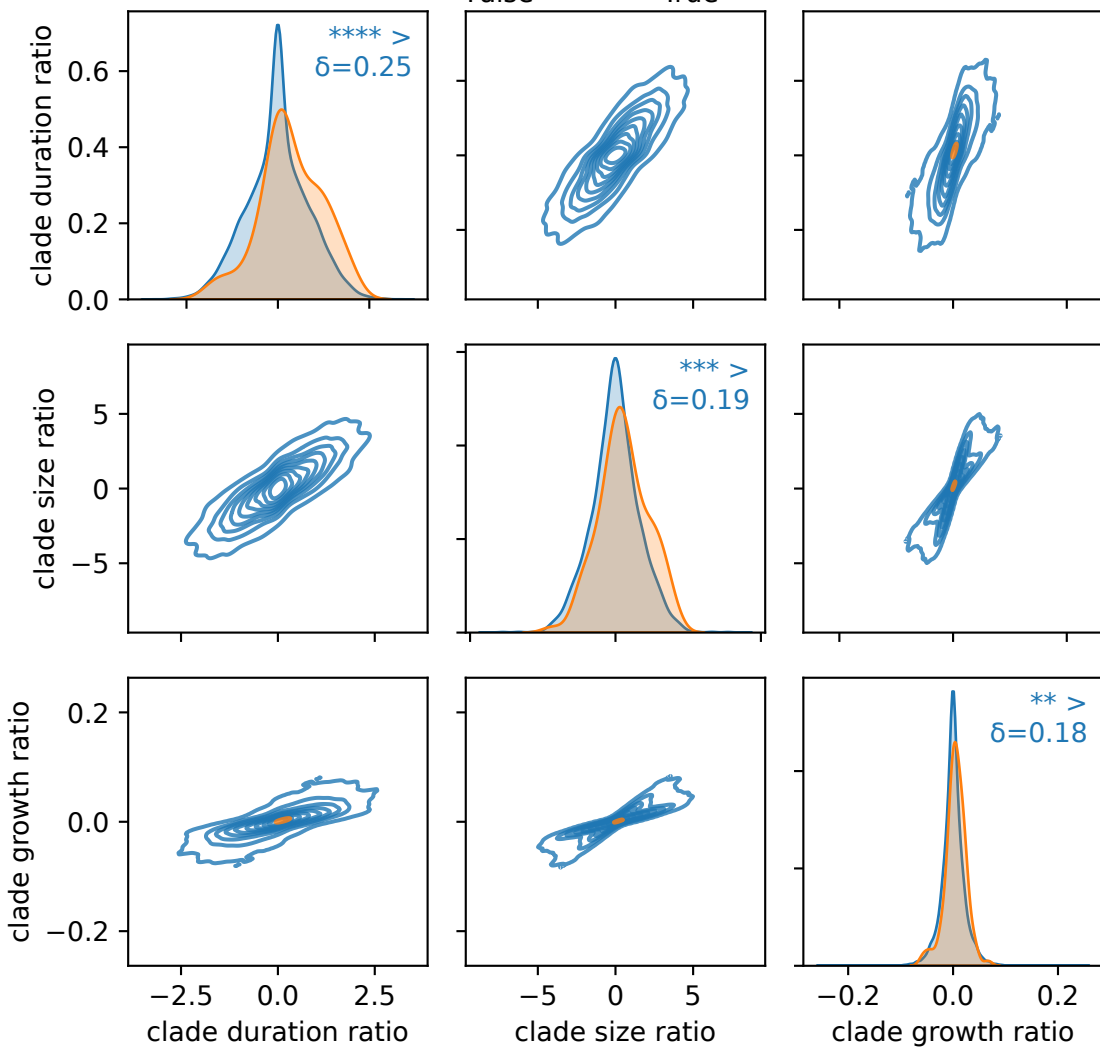 clade duration ratio
0.6
0.4
0.2
0.0
**** >
δ=0.25
clade size ratio
5
0
−5
*** >
δ=0.19
clade growth ratio
0.2
0.0
−0.2
** >
δ=0.18
−2.5 0.0 2.5
−5 0 5
−0.2 0.0 0.2
clade duration ratio
clade size ratio
clade growth ratio